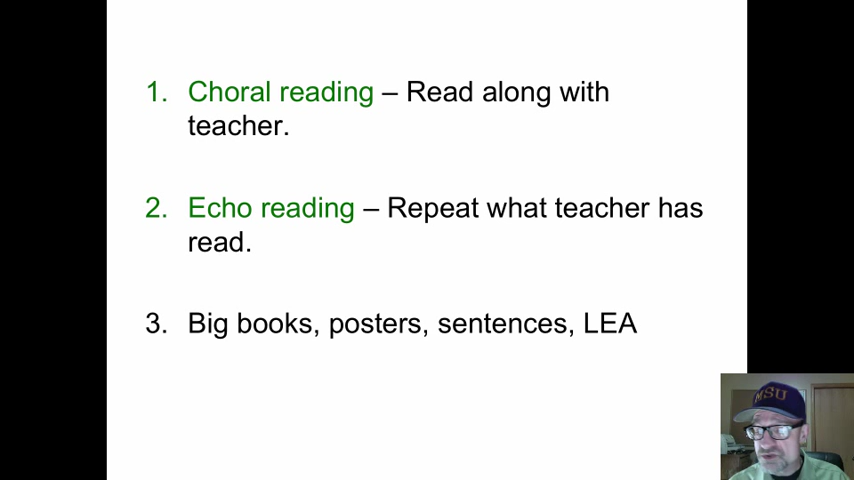 1. Choral reading – Read along with
teacher.
2. Echo reading – Repeat what teacher has
read.
3. Big books, posters, sentences, LEA
MSU